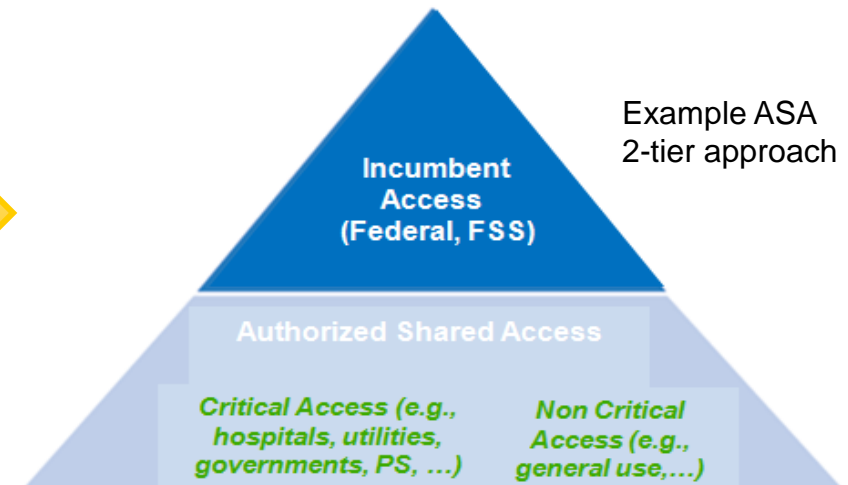 Example ASA
2-tier approach
Incumbent
Access
(Federal, FSS)
Authorized Shared Access
Critical Access (e.g.,
hospitals, utilities,
governments, PS, ...)
Non Critical
Access (e.g.,
general use,...)